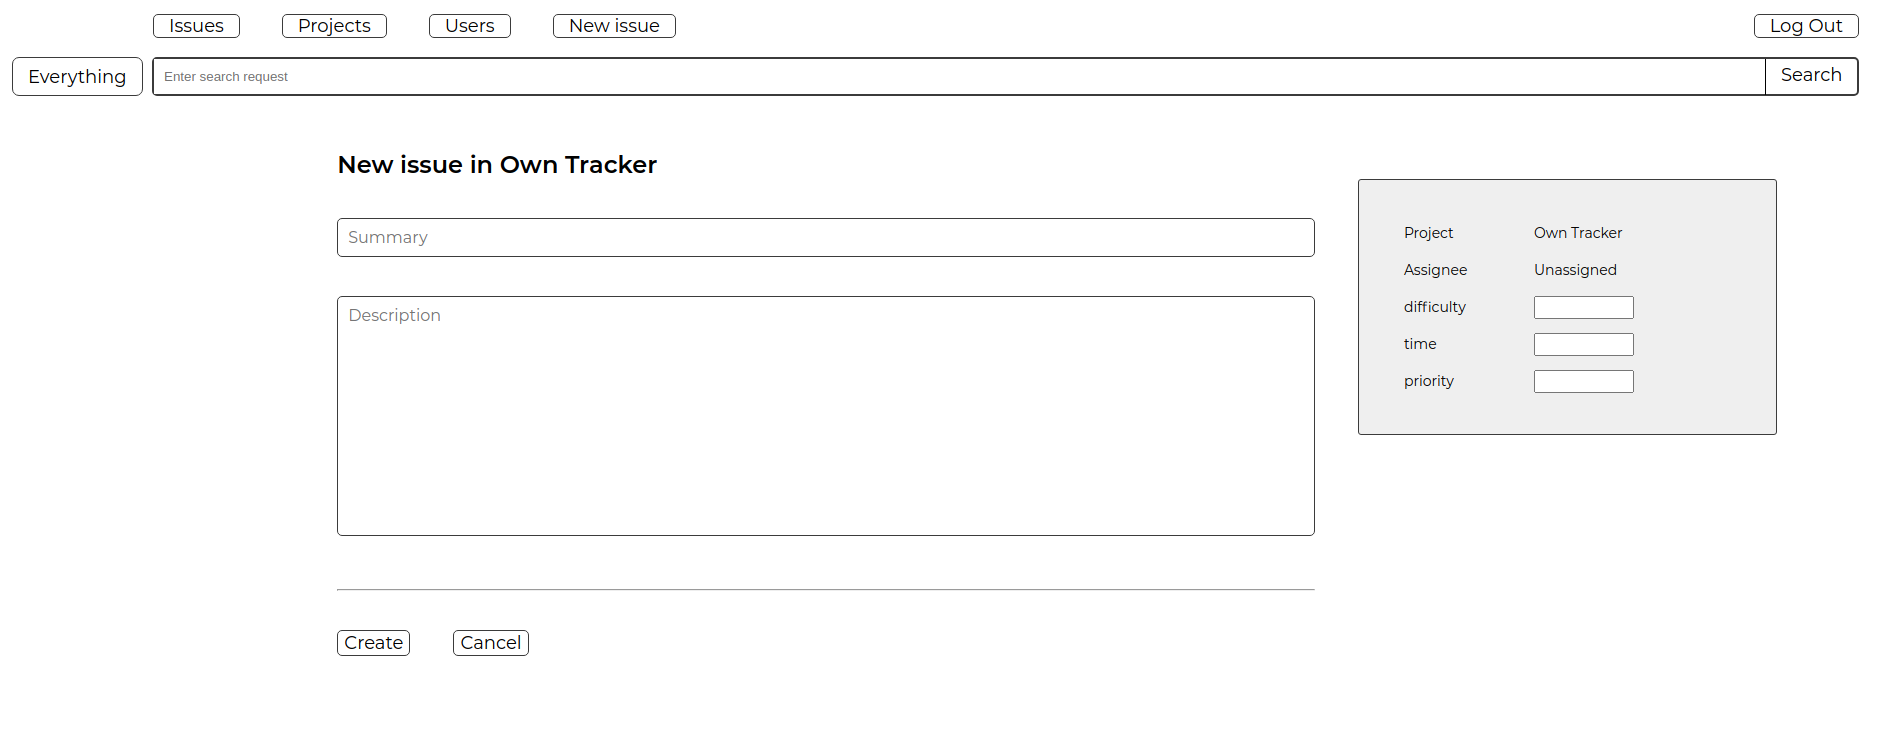 Issues Projects Users New issue Log Out
Everything Enter search request Search
New issue in Own Tracker
Summary
Description
Create Cancel
Project Own Tracker
Assignee Unassigned
difficulty
time
priority